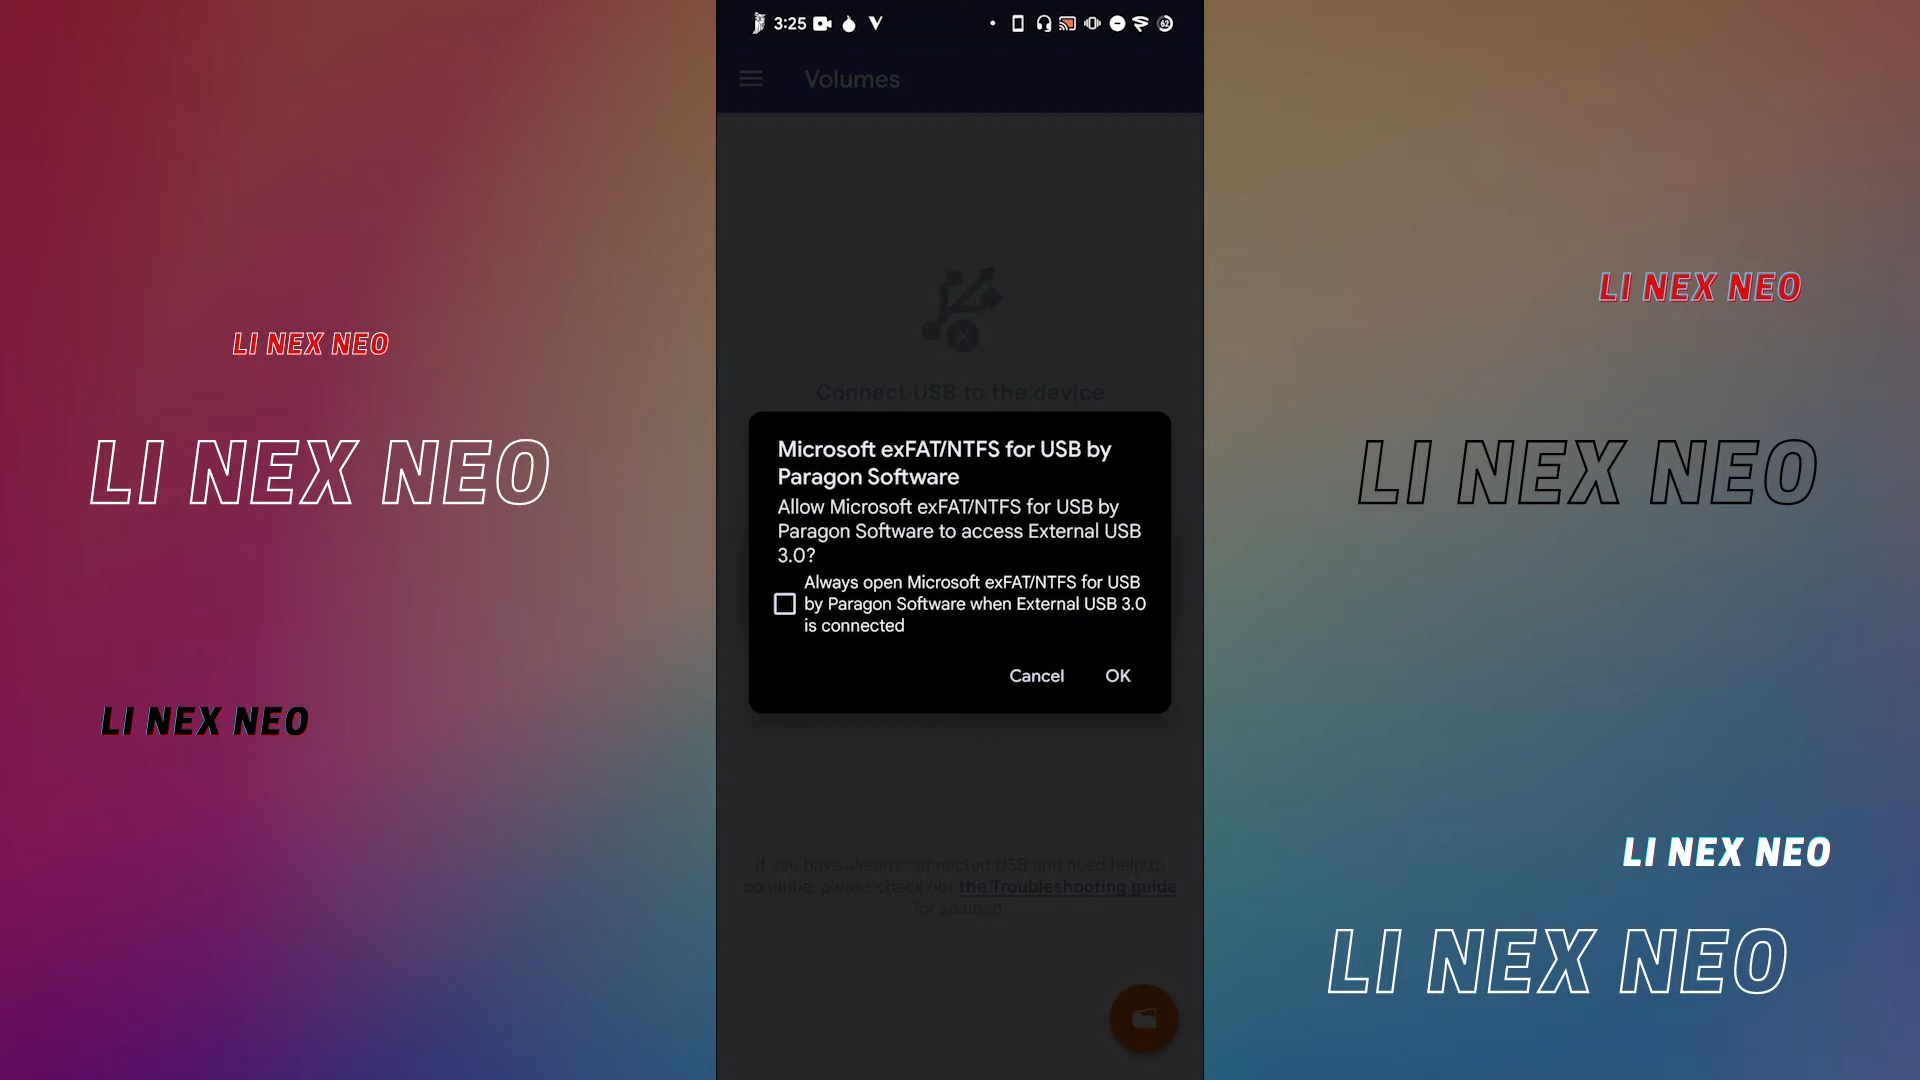 3:25
62
Volumes
LI NEX NEO
LI NEX NEO
Connect USB to the device
Microsoft exFAT/NTFS for USB by
Paragon Software
Allow Microsoft exFAT/NTFS for USB by
Paragon Software to access External USB
3.0?
Always open Microsoft exFAT/NTFS for USB
by Paragon Software when External USB 3.0
is connected
Cancel OK
LI NEX NEO
LI NEX NEO
LI NEX NEO
If you have already connected USB and need help to
continue, please check our the Troubleshooting guide
for solution.
LI NEX NEO
LI NEX NEO